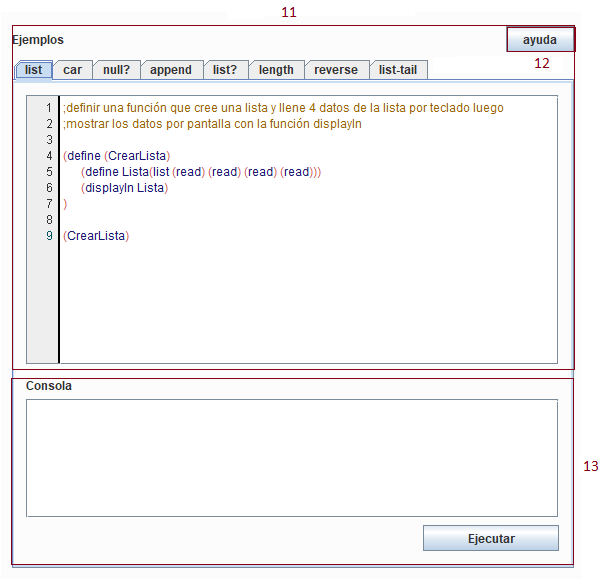 11
Ejemplos
ayuda
12
list car null? append list? length reverse list-tail
1 ;definir una función que cree una lista y llene 4 datos de la lista por teclado luego
2 ;mostrar los datos por pantalla con la función displayln
3
4 (define (CrearLista)
5 (define Lista(list (read) (read) (read) (read)))
6 (displayln Lista)
7 )
8
9 (CrearLista)
Consola
13
Ejecutar